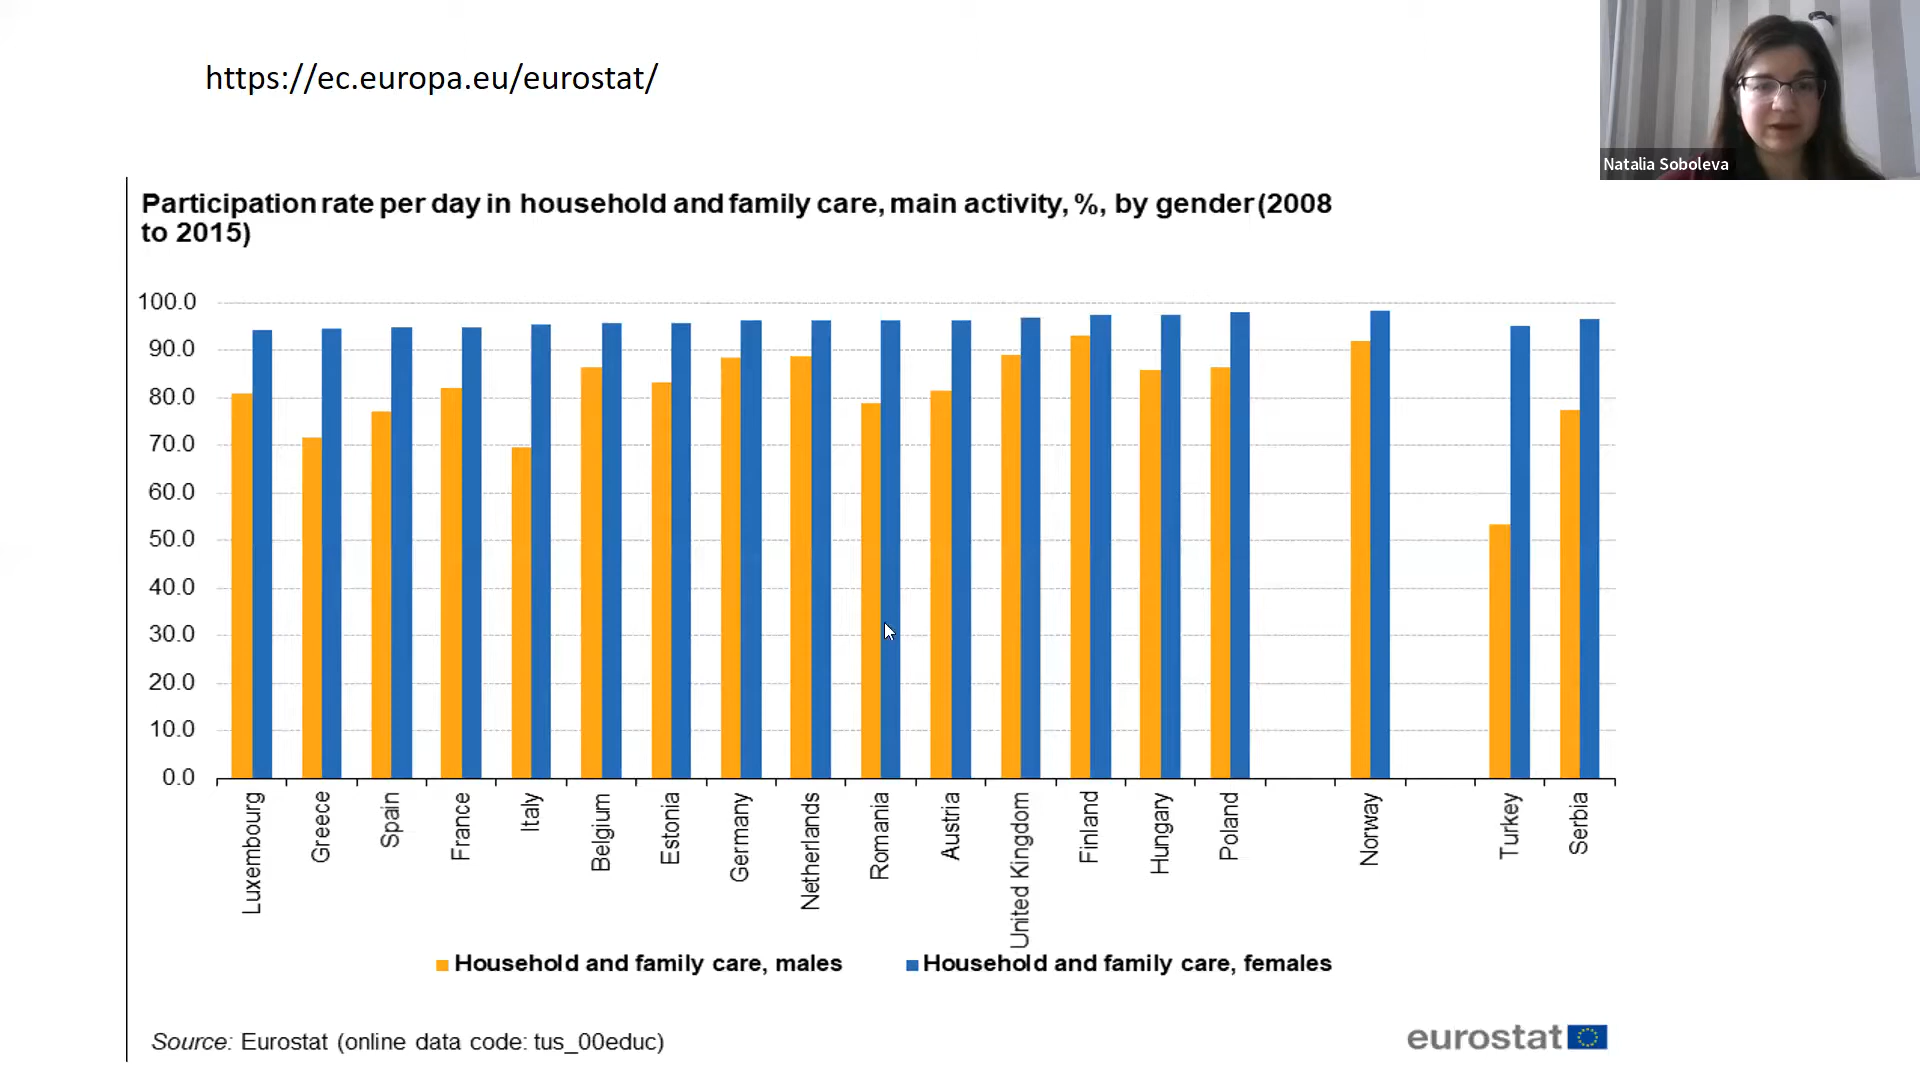 https://ec.europa.eu/eurostat/
Natalia Soboleva
Participation rate per day in household and family care, main activity, %, by gender (2008
to 2015)
100.0
90.0
80.0
70.0
60.0
50.0
40.0
30.0
20.0
10.0
0.0
Luxembourg
Greece
Spain
France
Italy
Belgium
Estonia
Germany
Netherlands
Romania
Austria
United Kingdom
Finland
Hungary
Poland
Norway
Turkey
Serbia
Household and family care, males
Household and family care, females
Source: Eurostat (online data code: tus_00educ)
eurostat